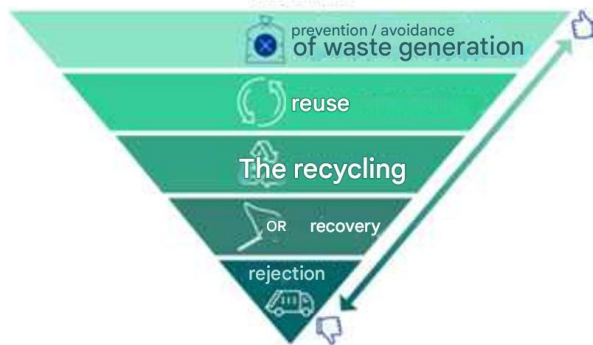 prevention / avoidance
of waste generation
reuse
The recycling
OR recovery
rejection